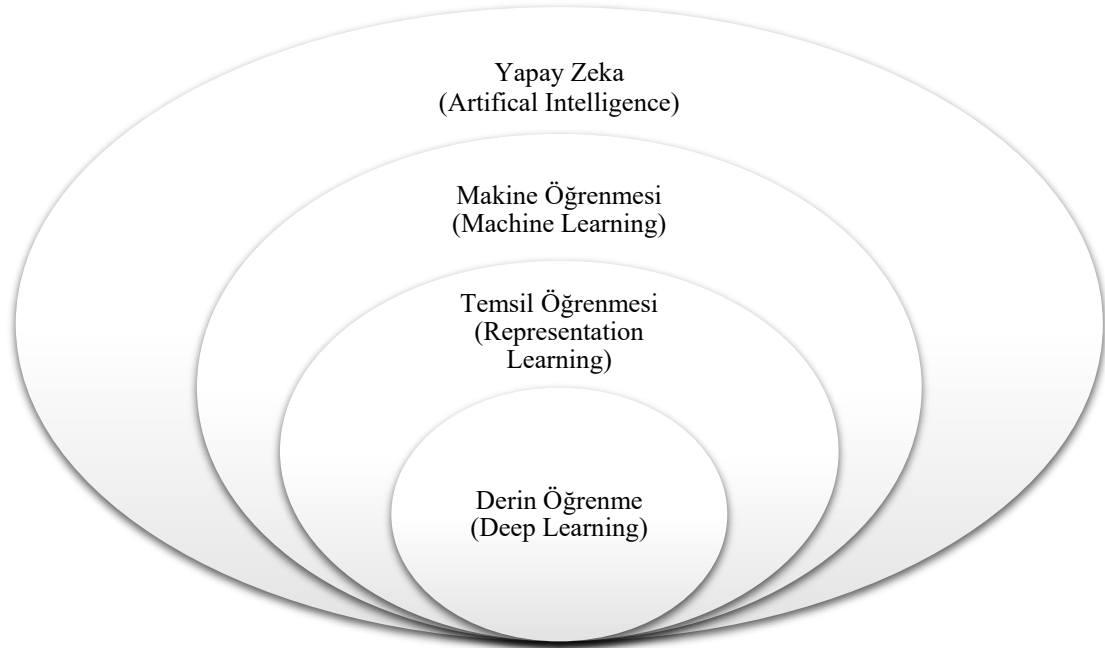 Yapay Zeka
(Artifical Intelligence)
Makine Öğrenmesi
(Machine Learning)
Temsil Öğrenmesi
(Representation
Learning)
Derin Öğrenme
(Deep Learning)